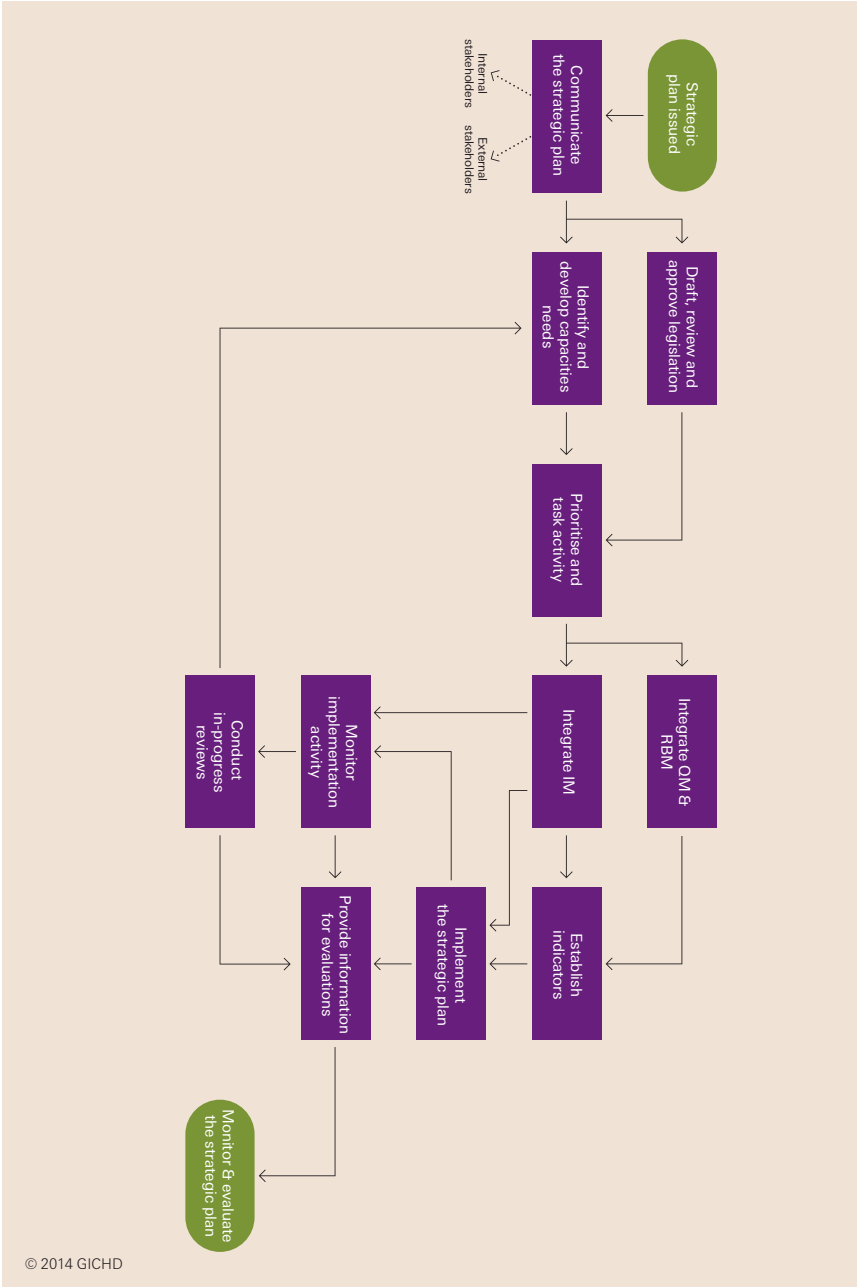 Strategic
plan issued
Communicate
the strategic plan
Internal
stakeholders
External
stakeholders
Draft, review and
approve legislation
Identify and
develop capacities
needs
Prioritise and
task activity
Integrate QM &
RBM
Integrate IM
Monitor
implementation
activity
Conduct
in-progress
reviews
Establish
indicators
Implement
the strategic plan
Provide information
for evaluations
Monitor & evaluate
the strategic plan
© 2014 GICHD